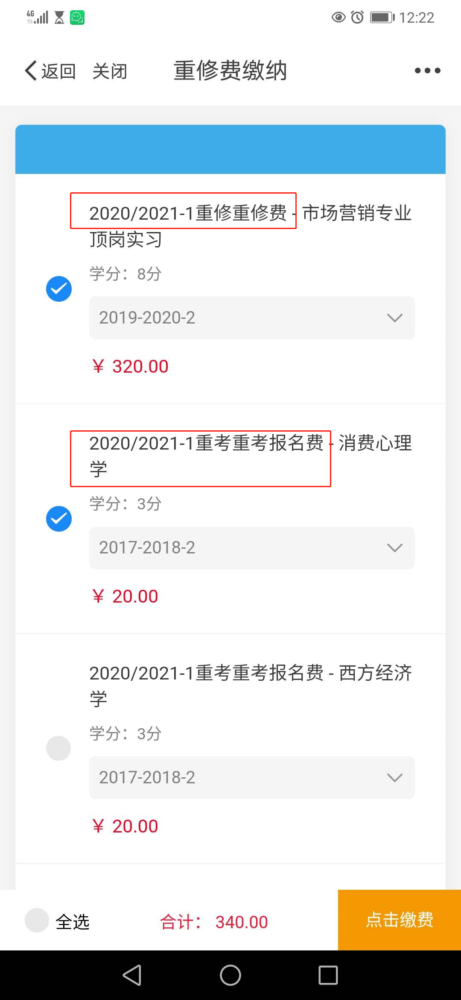 4G 12:22
返回 关闭 重修费缴纳
2020/2021-1重修重修费 - 市场营销专业
顶岗实习
学分：8分
2019-2020-2
￥ 320.00
2020/2021-1重考重考报名费 - 消费心理
学
学分：3分
2017-2018-2
￥ 20.00
2020/2021-1重考重考报名费 - 西方经济
学
学分：3分
2017-2018-2
￥ 20.00
全选 合计： 340.00 点击缴费